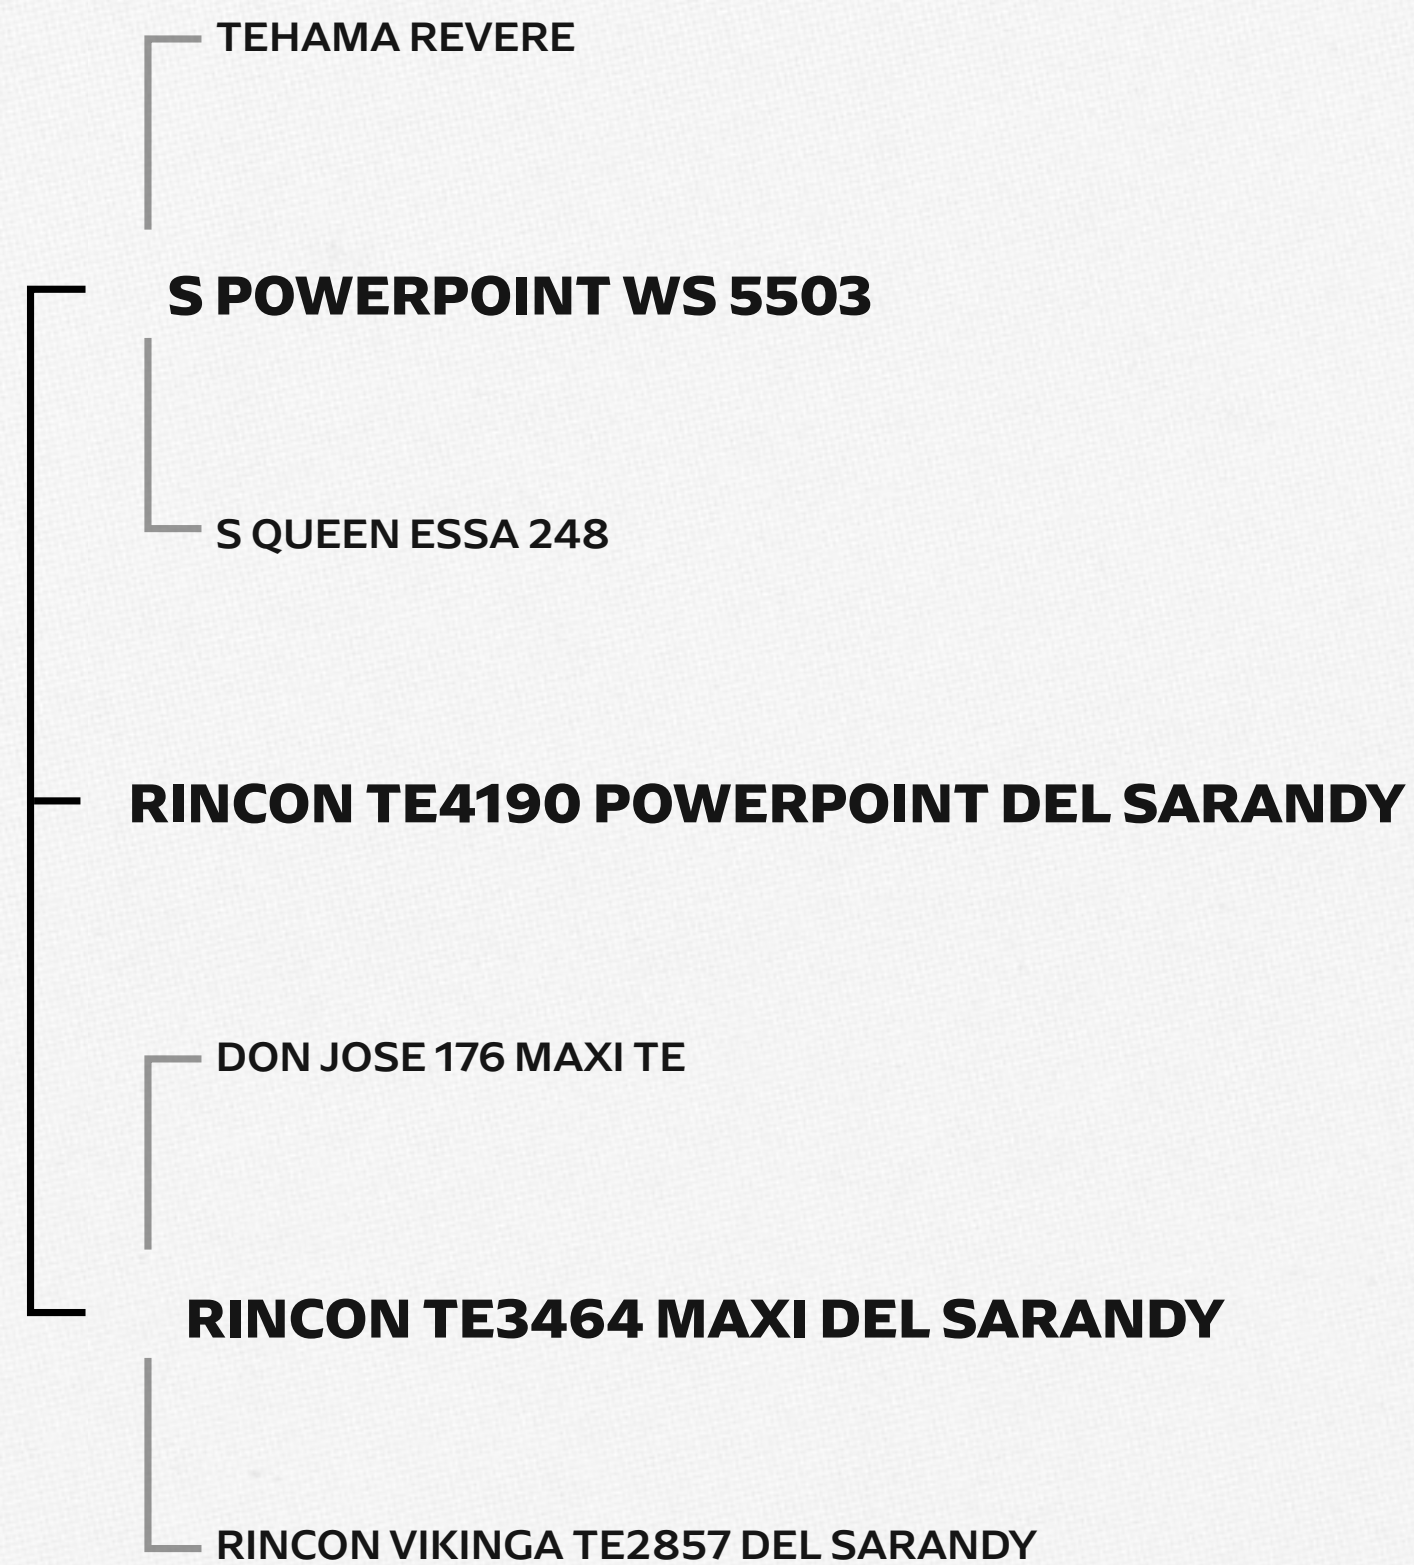 TEHAMA REVERE
S POWERPOINT WS 5503
S QUEEN ESSA 248
RINCON TE4190 POWERPOINT DEL SARANDY
DON JOSE 176 MAXI TE
RINCON TE3464 MAXI DEL SARANDY
RINCON VIKINGA TE2857 DEL SARANDY